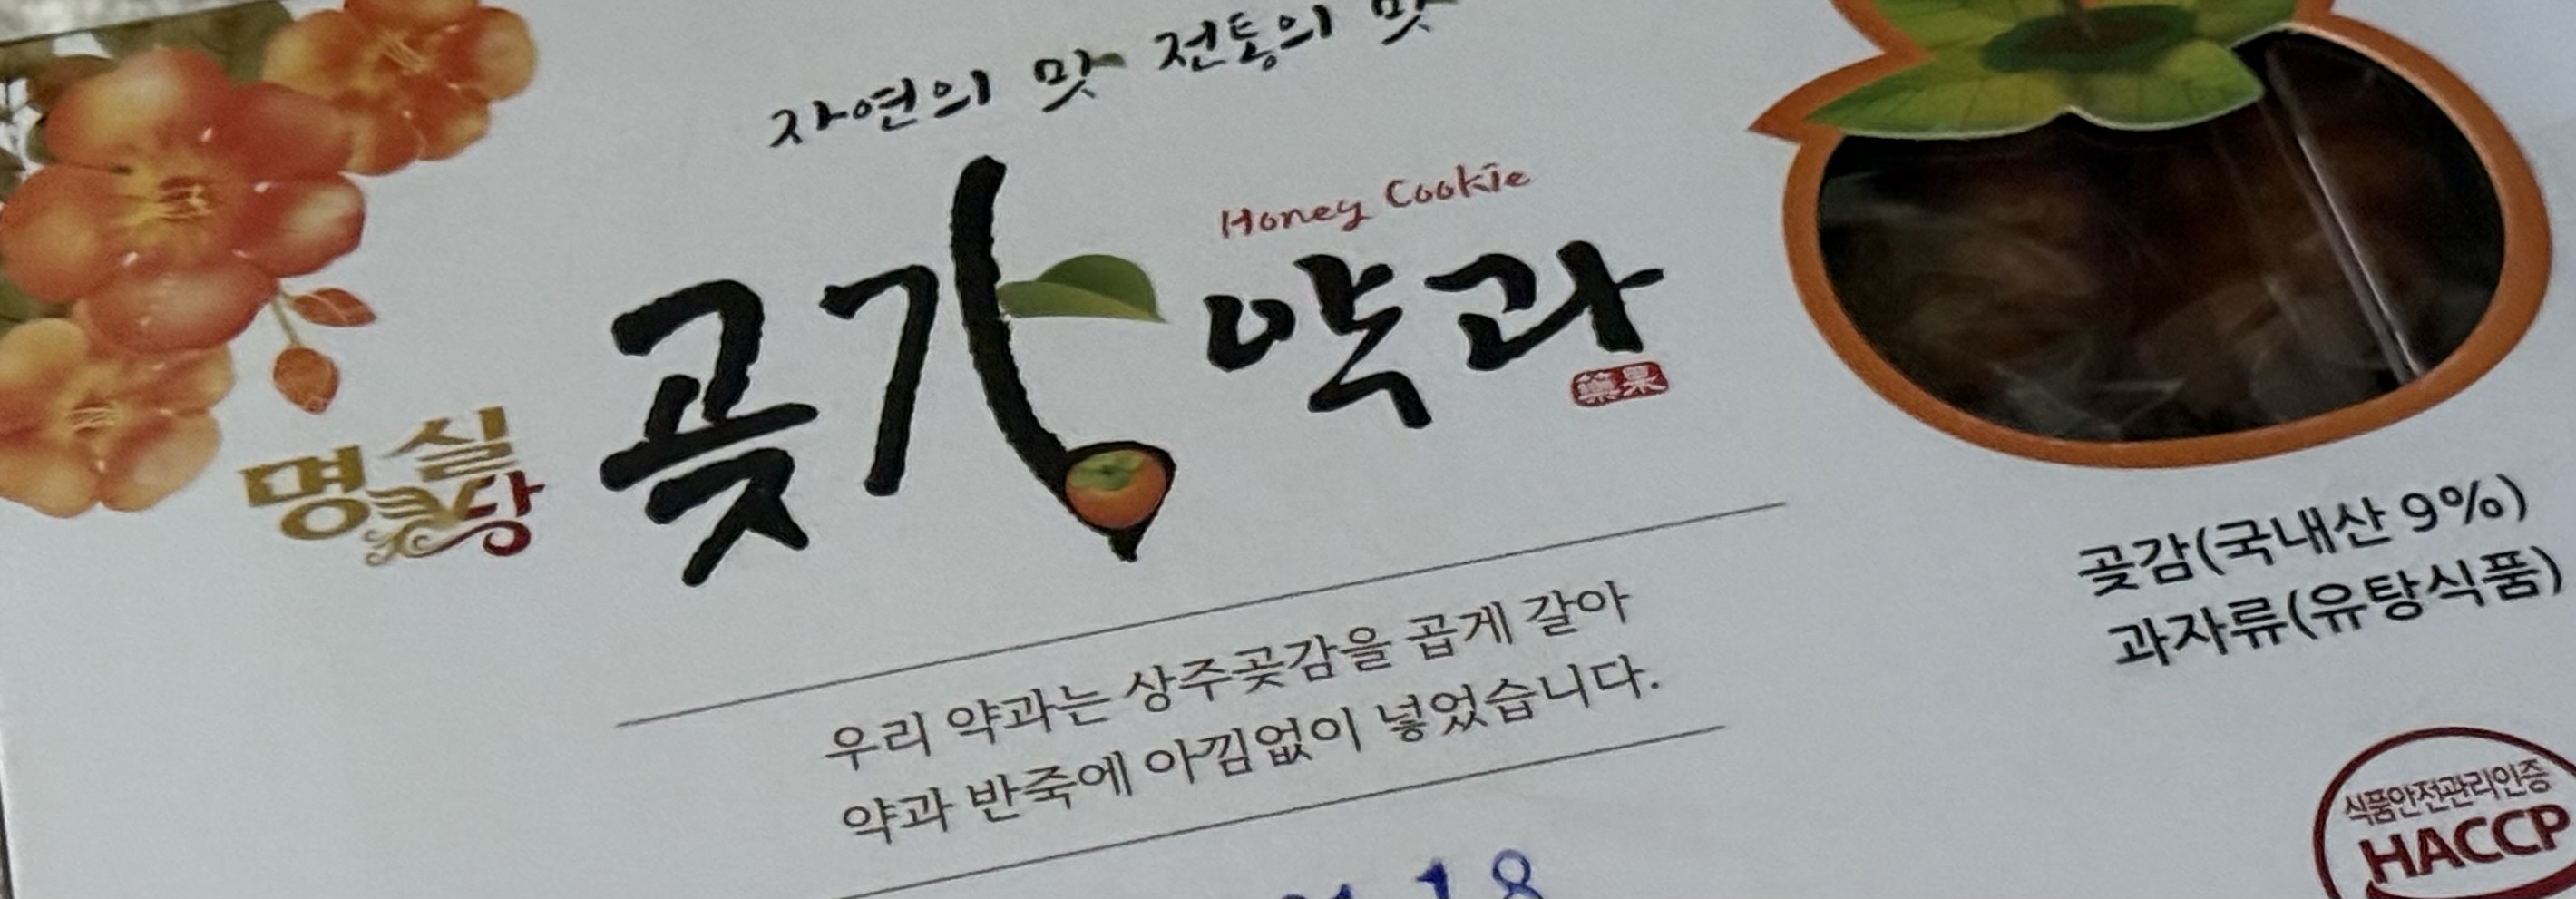 자연의 맛 전통의 맛
Honey Cookie
곶감 약과
藥果
명실당
곶감(국내산 9%)
과자류(유탕식품)
우리 약과는 상주곶감을 곱게 갈아
약과 반죽에 아낌없이 넣었습니다.
식품안전관리인증
HACCP